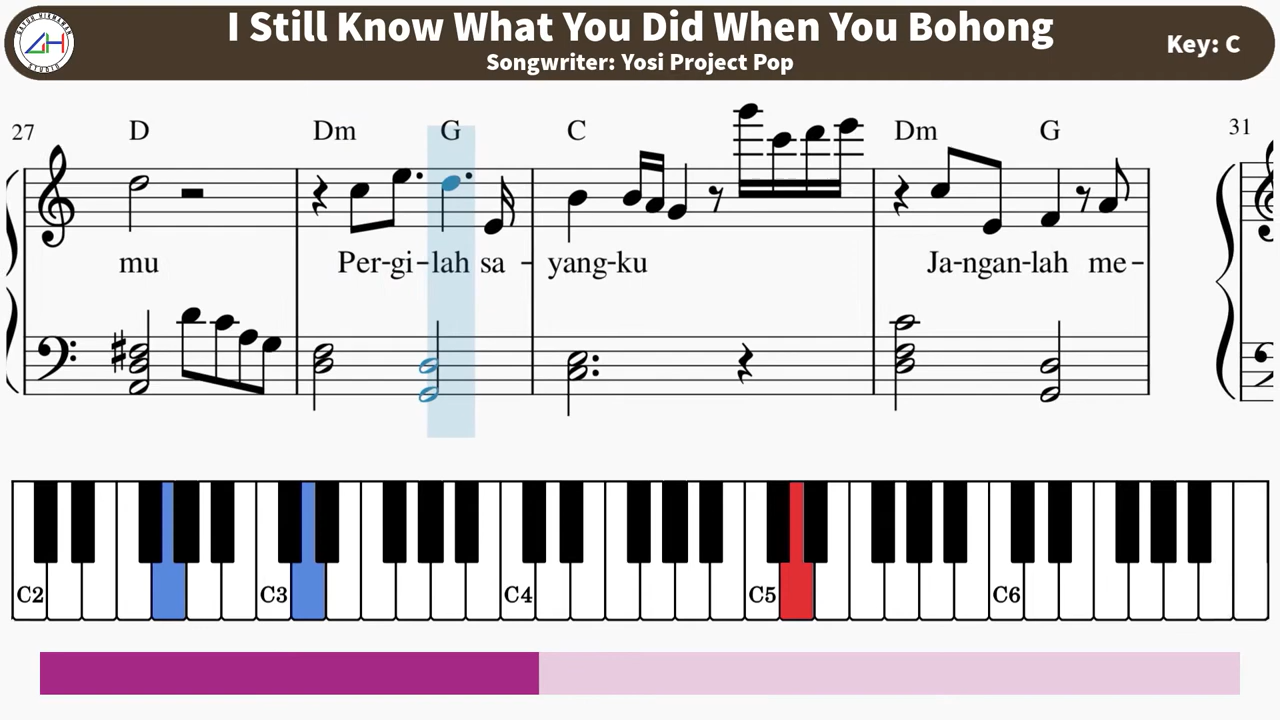 I Still Know What You Did When You Bohong
Songwriter: Yosi Project Pop
Key: C
27 D Dm G C Dm G 31
mu Per-gi-lah sa - yang-ku Ja-ngan-lah me-
C2 C3 C4 C5 C6